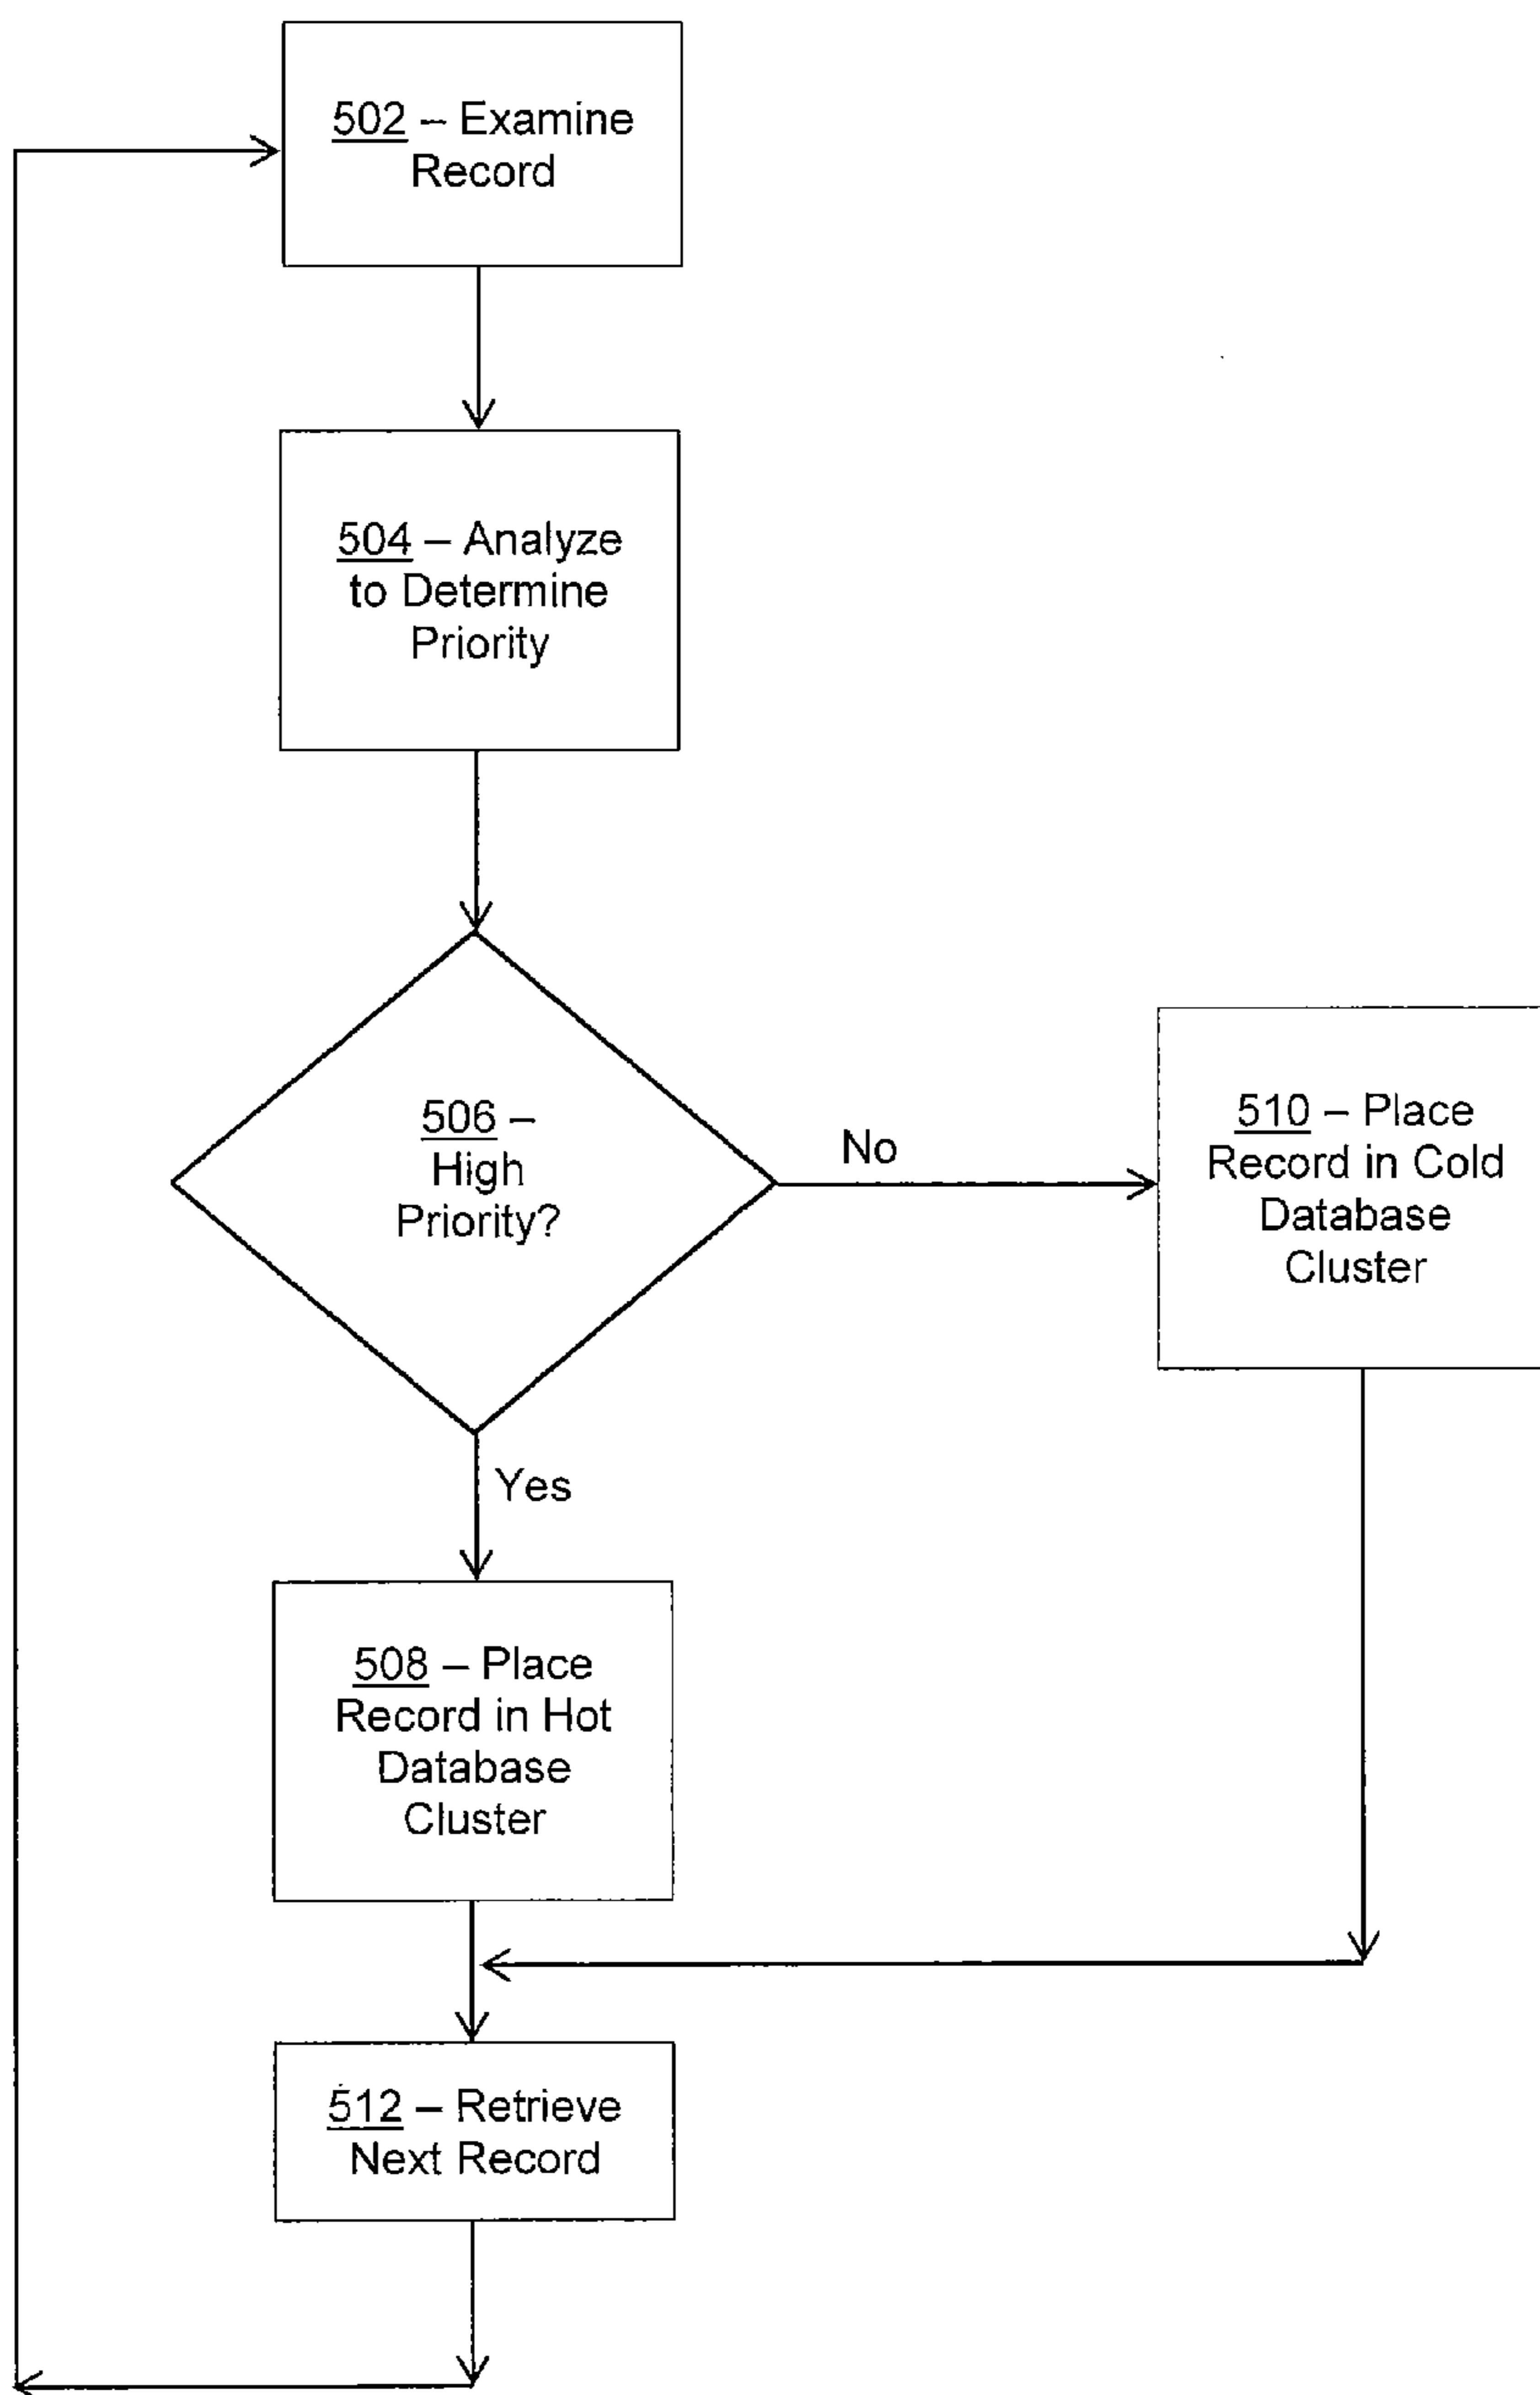 502 – Examine
Record
504 – Analyze
to Determine
Priority
506 –
High
Priority?
No
510 – Place
Record in Cold
Database
Cluster
Yes
508 – Place
Record in Hot
Database
Cluster
512 – Retrieve
Next Record